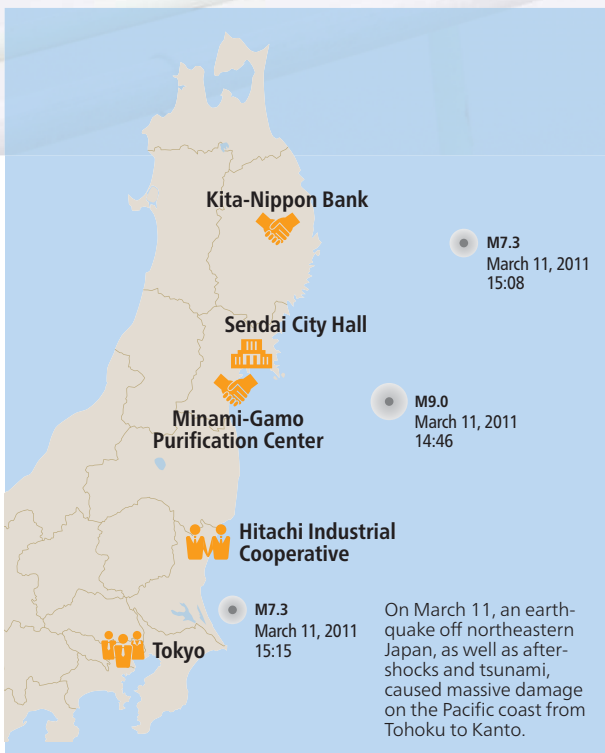 Kita-Nippon Bank
M7.3
March 11, 2011
15:08
Sendai City Hall
M9.0
March 11, 2011
14:46
Minami-Gamo
Purification Center
Hitachi Industrial
Cooperative
M7.3
March 11, 2011
15:15
Tokyo
On March 11, an earth-
quake off northeastern
Japan, as well as after-
shocks and tsunami,
caused massive damage
on the Pacific coast from
Tohoku to Kanto.